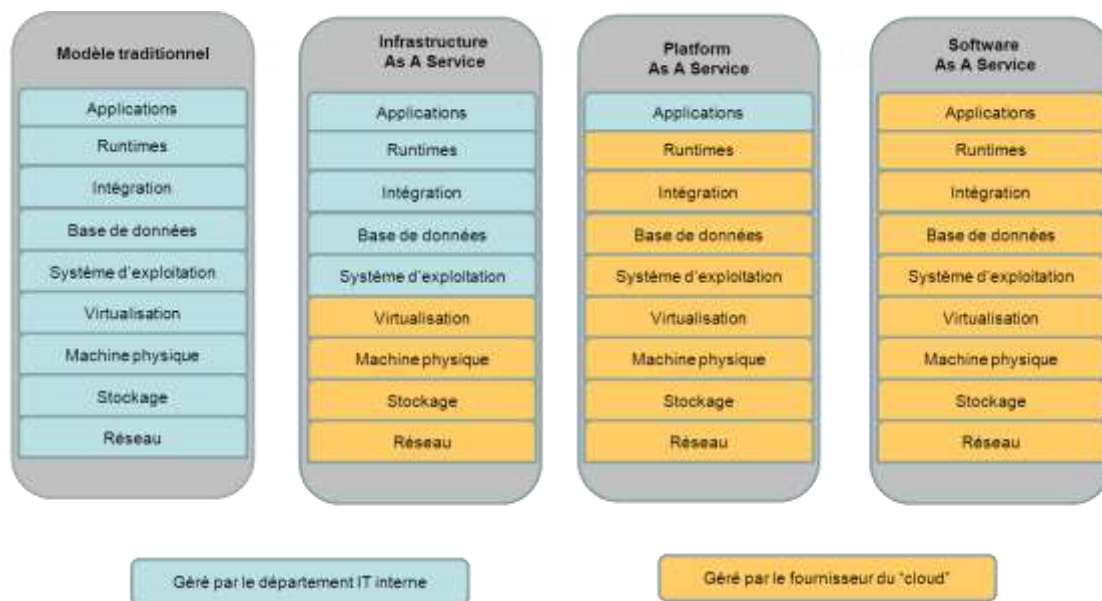 Modèle traditionnel
Applications
Runtimes
Intégration
Base de données
Système d'exploitation
Virtualisation
Machine physique
Stockage
Réseau
Infrastructure
As A Service
Applications
Runtimes
Intégration
Base de données
Système d'exploitation
Virtualisation
Machine physique
Stockage
Réseau
Platform
As A Service
Applications
Runtimes
Intégration
Base de données
Système d'exploitation
Virtualisation
Machine physique
Stockage
Réseau
Software
As A Service
Applications
Runtimes
Intégration
Base de données
Système d'exploitation
Virtualisation
Machine physique
Stockage
Réseau
Géré par le département IT interne
Géré par le fournisseur du "cloud"